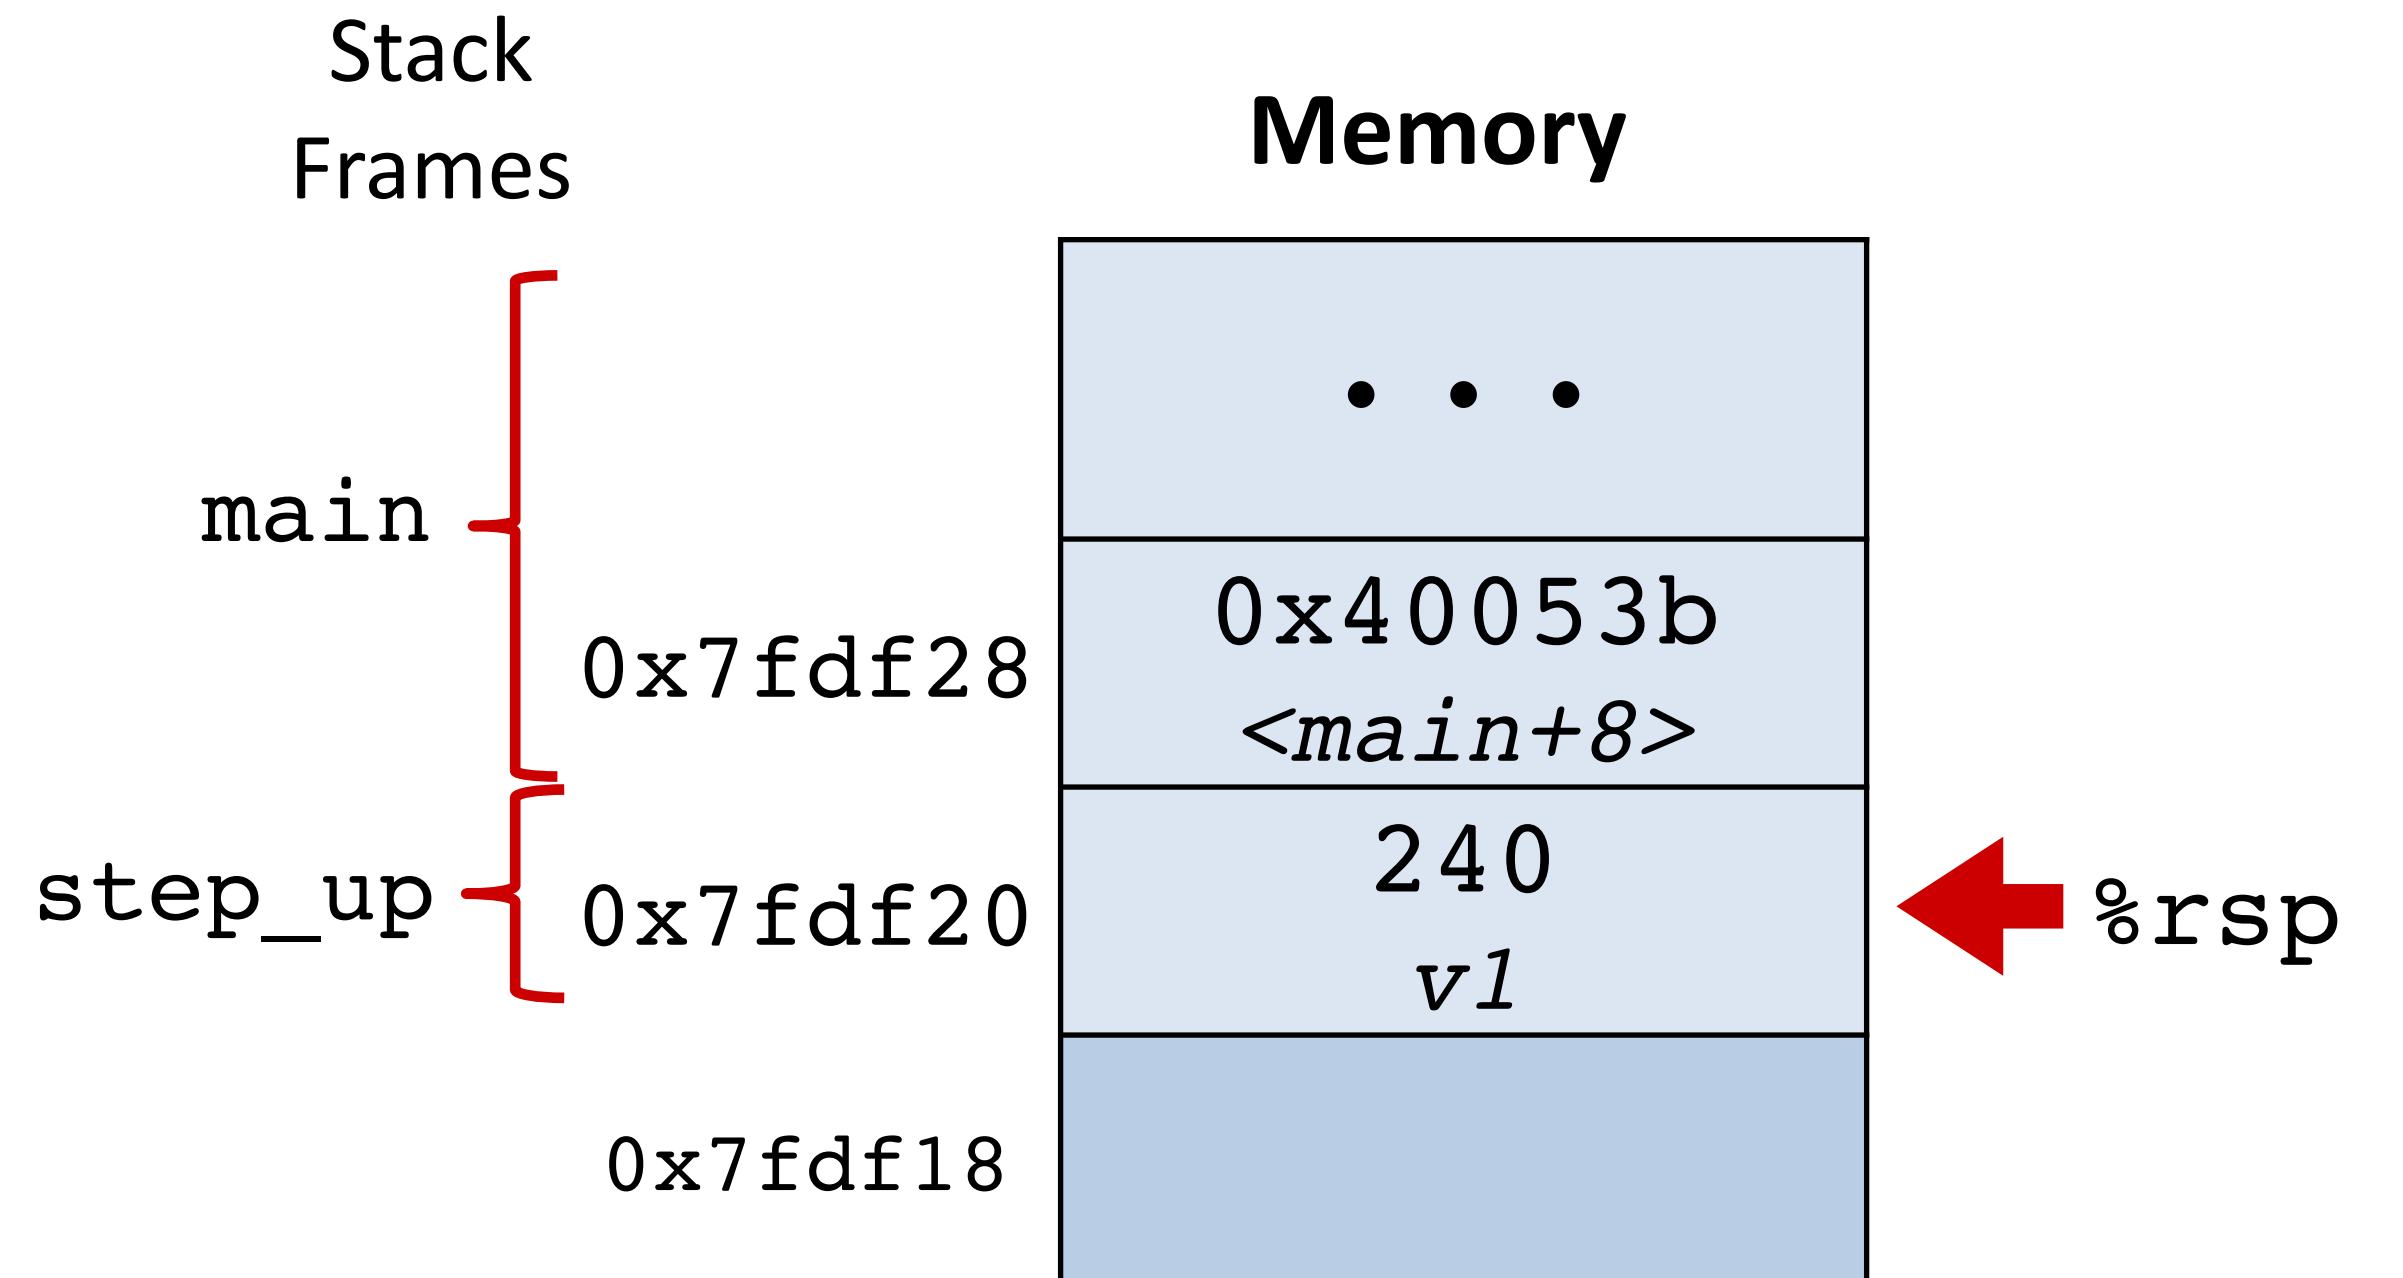 Stack
Frames
Memory
• • •
main
0x7fdf28
0x40053b
<main+8>
step_up
0x7fdf20
240
v1
%rsp
0x7fdf18